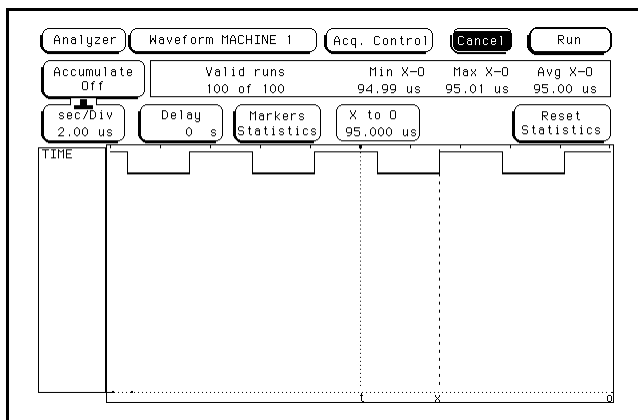 Analyzer Waveform MACHINE 1 Acq. Control Cancel Run
Accumulate Off Valid runs 100 of 100 Min X-O 94.99 us Max X-O 95.01 us Avg X-O 95.00 us
sec/Div 2.00 us Delay 0 s Markers Statistics X to O 95.000 us Reset Statistics
TIME
t x o